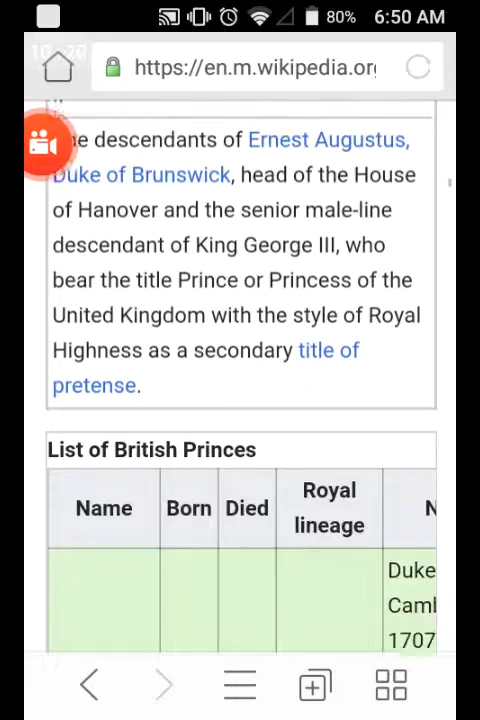 80% 6:50 AM
https://en.m.wikipedia.or
descendants of Ernest Augustus,
Duke of Brunswick, head of the House
of Hanover and the senior male-line
descendant of King George III, who
bear the title Prince or Princess of the
United Kingdom with the style of Royal
Highness as a secondary title of
pretense.
List of British Princes
Name Born Died Royal lineage N
Duke
Cam
1707